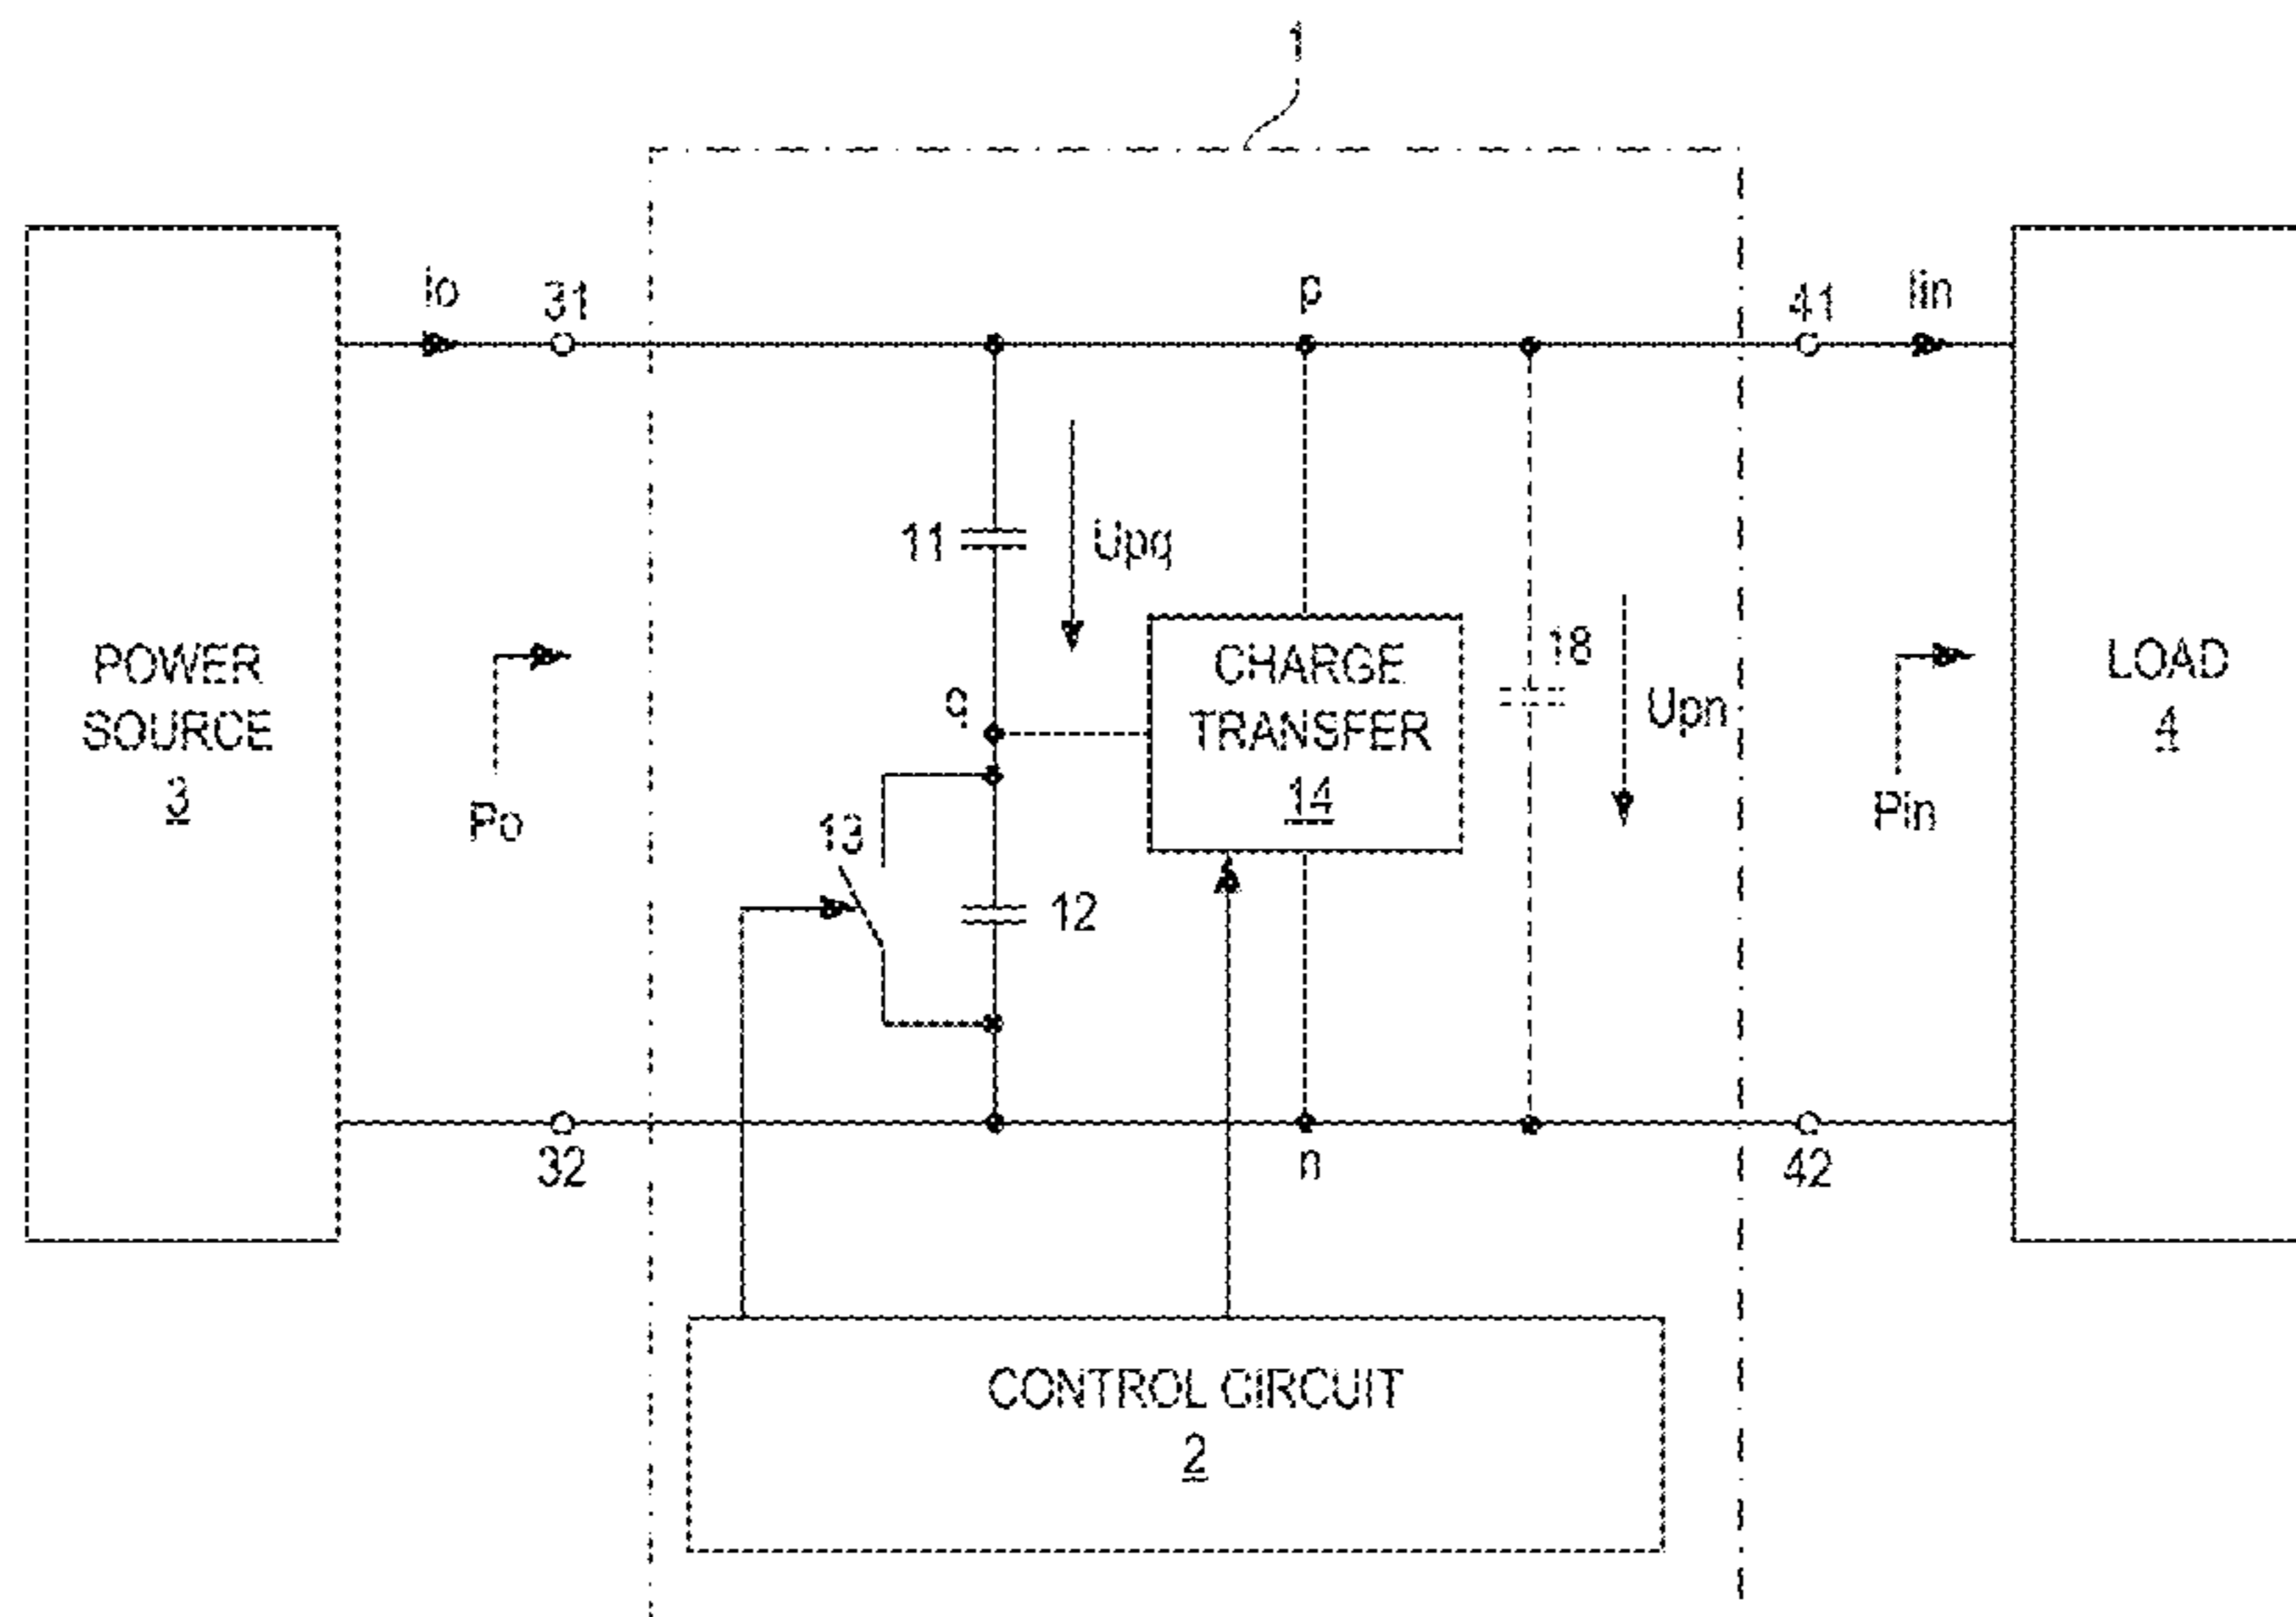 1
io
31
p
41
Iin
11
Upq
POWER
SOURCE
3
Po
q
CHARGE
TRANSFER
14
18
Upn
LOAD
4
Pin
13
12
32
n
42
CONTROL CIRCUIT
2